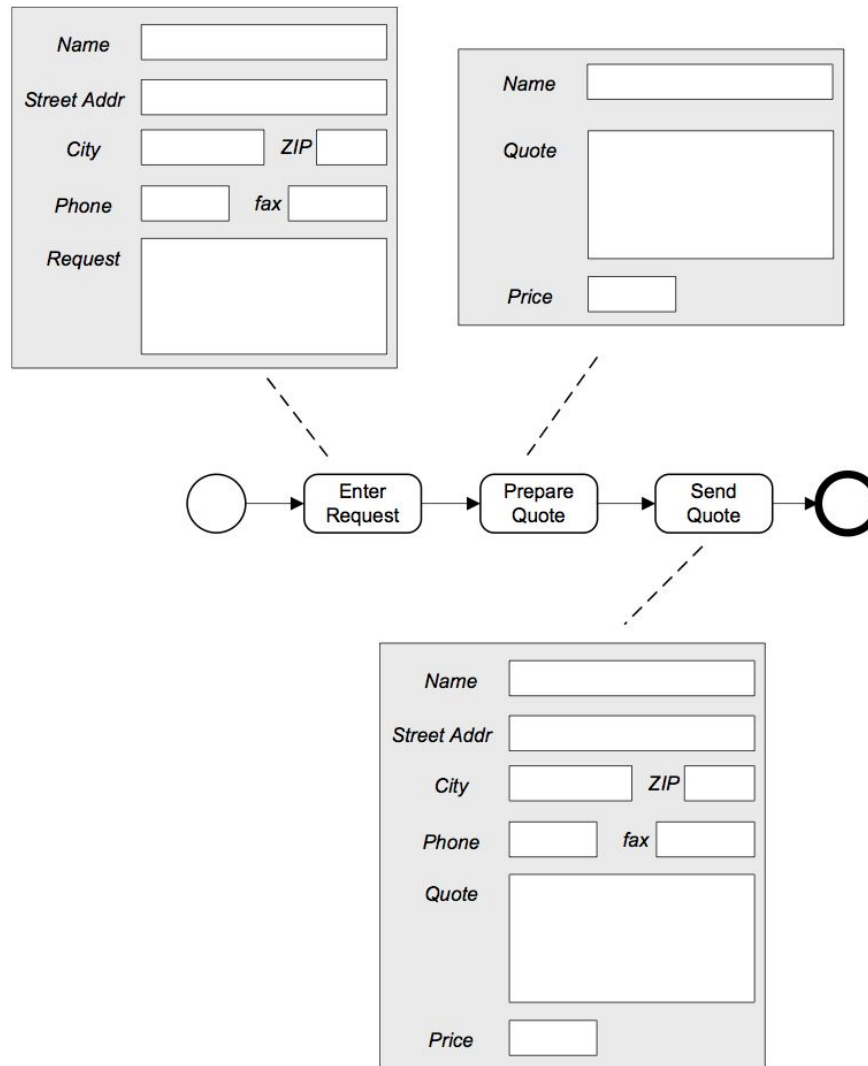 Name
Street Addr
City ZIP
Phone fax
Request
Name
Quote
Price
Enter
Request
Prepare
Quote
Send
Quote
Name
Street Addr
City ZIP
Phone fax
Quote
Price